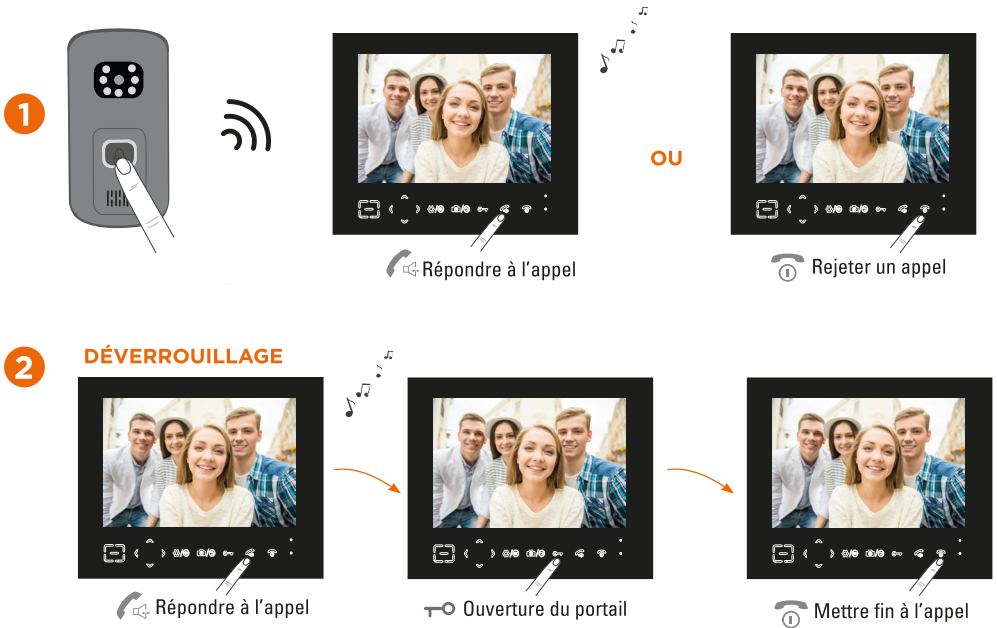 1
OU
Répondre à l'appel
Rejeter un appel
2
DÉVERROUILLAGE
Répondre à l'appel
Ouverture du portail
Mettre fin à l'appel